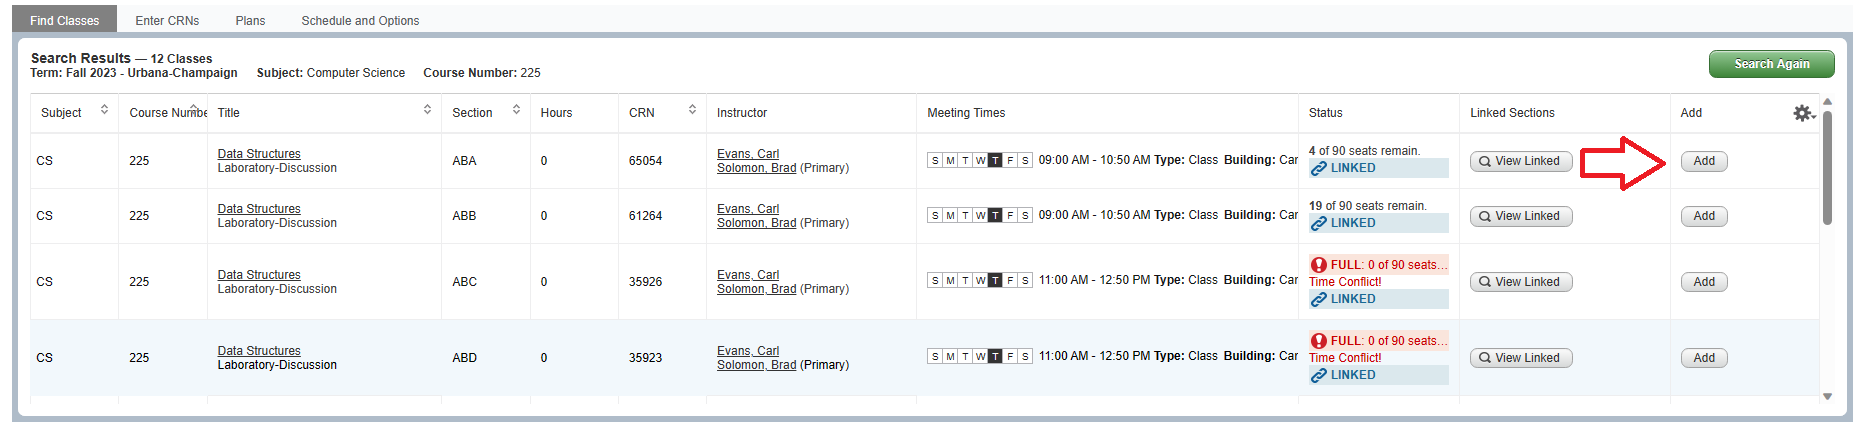 Find Classes Enter CRNs Plans Schedule and Options
Search Results — 12 Classes
Term: Fall 2023 - Urbana-Champaign Subject: Computer Science Course Number: 225
Search Again
Subject Course Numbe Title Section Hours CRN Instructor Meeting Times Status Linked Sections Add
CS 225 Data Structures ABA 0 65054 Evans, Carl S M T W T F S 09:00 AM - 10:50 AM Type: Class Building: Car 4 of 90 seats remain. View Linked Add
Laboratory-Discussion Solomon, Brad (Primary) LINKED
CS 225 Data Structures ABB 0 61264 Evans, Carl S M T W T F S 09:00 AM - 10:50 AM Type: Class Building: Car 19 of 90 seats remain. View Linked Add
Laboratory-Discussion Solomon, Brad (Primary) LINKED
CS 225 Data Structures ABC 0 35926 Evans, Carl S M T W T F S 11:00 AM - 12:50 PM Type: Class Building: Car FULL: 0 of 90 seats... View Linked Add
Laboratory-Discussion Solomon, Brad (Primary) Time Conflict!
LINKED
CS 225 Data Structures ABD 0 35923 Evans, Carl S M T W T F S 11:00 AM - 12:50 PM Type: Class Building: Car FULL: 0 of 90 seats... View Linked Add
Laboratory-Discussion Solomon, Brad (Primary) Time Conflict!
LINKED